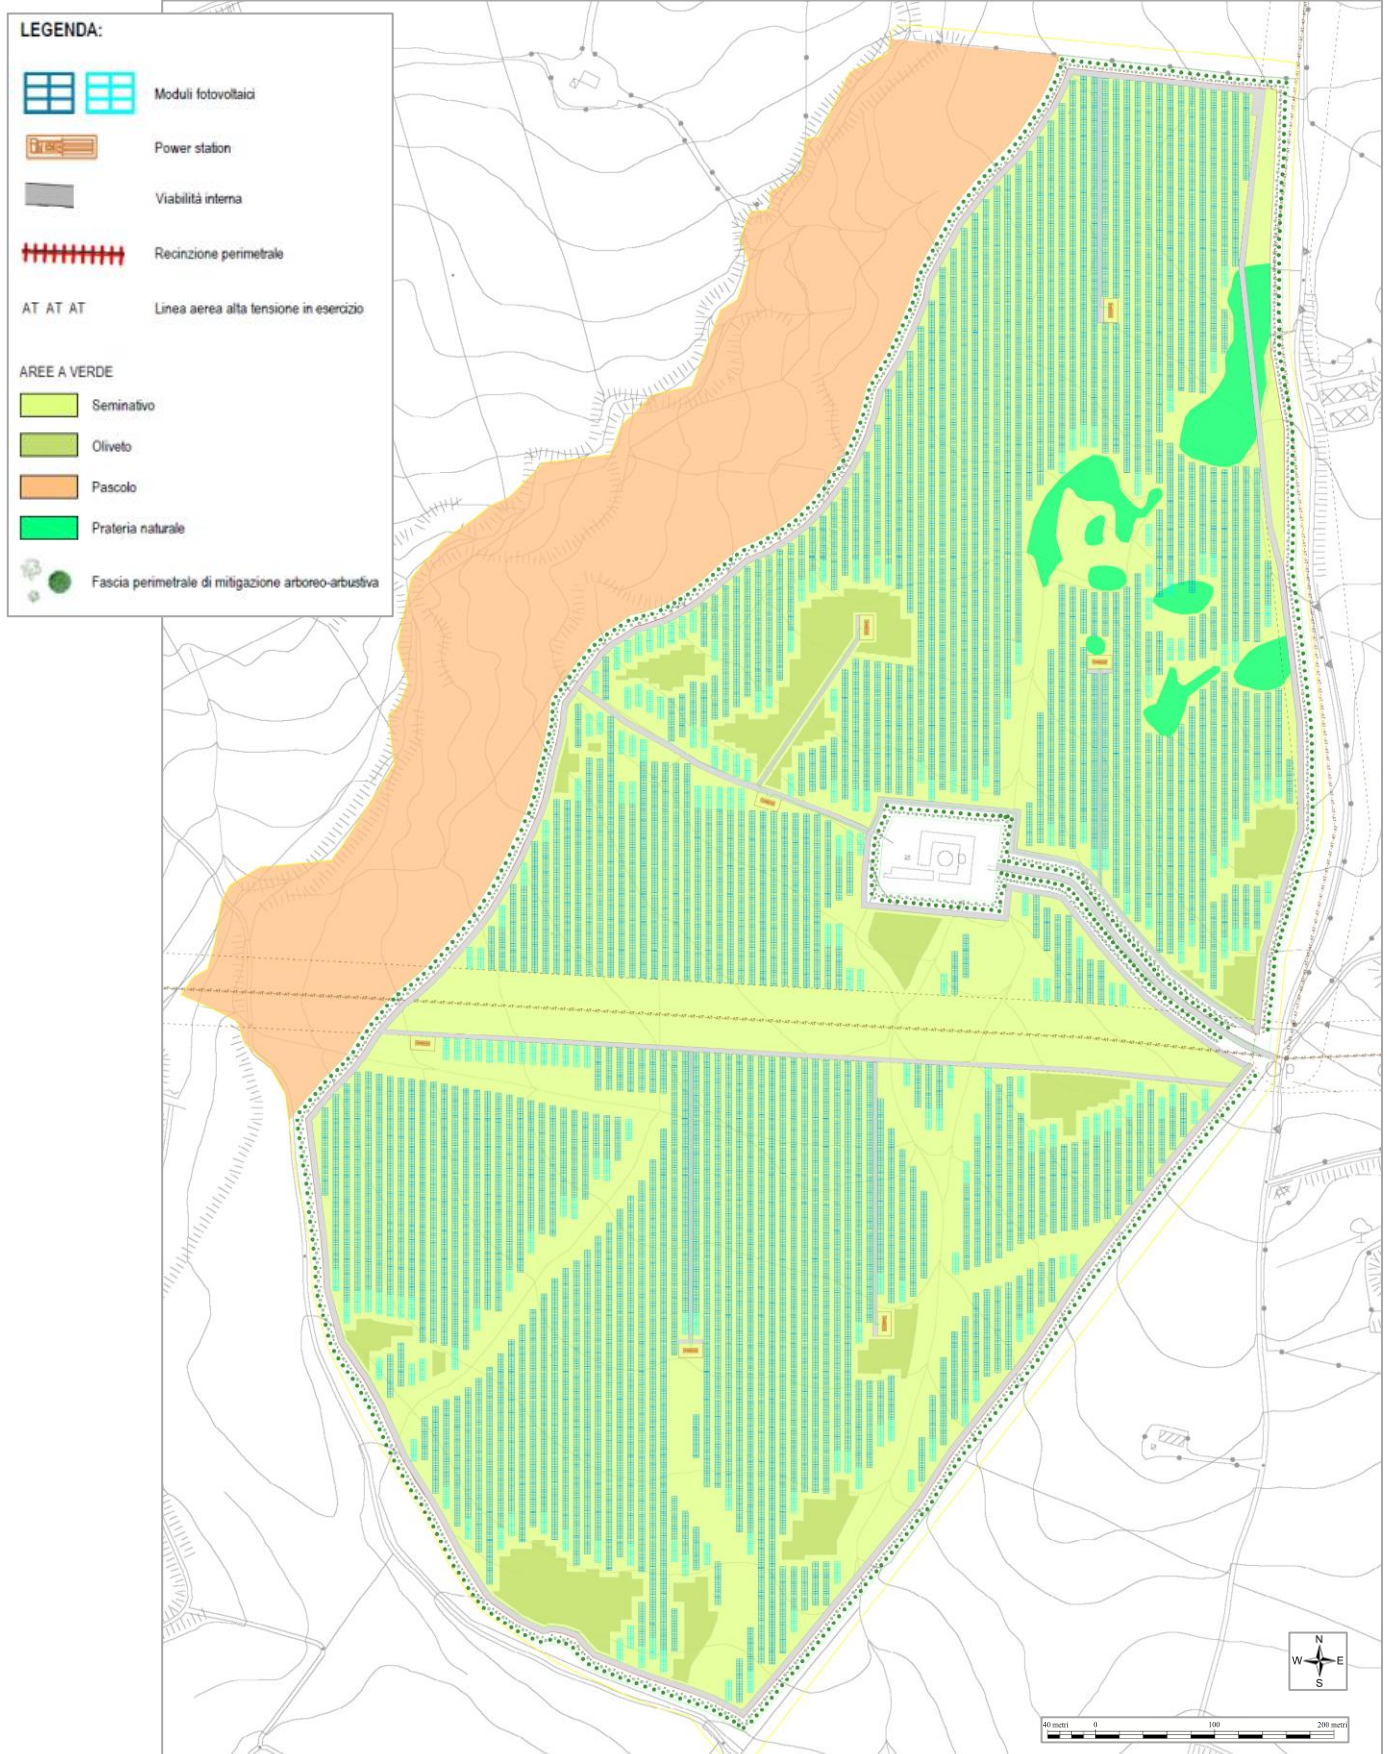 LEGENDA:
Moduli fotovoltaici
Power station
Viabilità interna
Recinzione perimetrale
AT AT AT Linea aerea alta tensione in esercizio
AREE A VERDE
Seminativo
Oliveto
Pascolo
Prateria naturale
Fascia perimetrale di mitigazione arboreo-arbustiva
N
W E
S
40 metri 0 100 200 metri